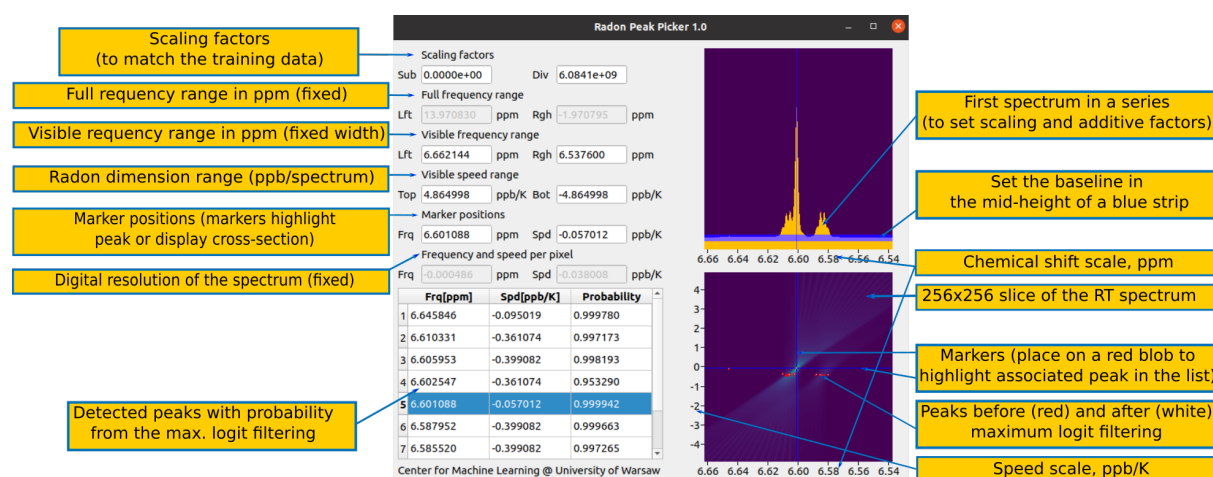 Radon Peak Picker 1.0
Scaling factors
(to match the training data)
Full requency range in ppm (fixed)
Visible requency range in ppm (fixed width)
Radon dimension range (ppb/spectrum)
Marker positions (markers highlight
peak or display cross-section)
Digital resolution of the spectrum (fixed)
Detected peaks with probability
from the max. logit filtering
Scaling factors
Sub 0.0000e+00 Div 6.0841e+09
Full frequency range
Lft 13.970830 ppm Rgh -1.970795 ppm
Visible frequency range
Lft 6.662144 ppm Rgh 6.537600 ppm
Visible speed range
Top 4.864998 ppb/K Bot -4.864998 ppb/K
Marker positions
Frq 6.601088 ppm Spd -0.057012 ppb/K
Frequency and speed per pixel
Frq -0.000486 ppm Spd -0.038008 ppb/K
Frq[ppm] Spd[ppb/K] Probability
1 6.645846 -0.095019 0.999780
2 6.610331 -0.361074 0.997173
3 6.605953 -0.399082 0.998193
4 6.602547 -0.361074 0.953290
5 6.601088 -0.057012 0.999942
6 6.587952 -0.399082 0.999663
7 6.585520 -0.399082 0.997265
Center for Machine Learning @ University of Warsaw
6.66 6.64 6.62 6.60 6.58 6.56 6.54
4
3
2
1
0
-1
-2
-3
-4
6.66 6.64 6.62 6.60 6.58 6.56 6.54
First spectrum in a series
(to set scaling and additive factors)
Set the baseline in
the mid-height of a blue strip
Chemical shift scale, ppm
256x256 slice of the RT spectrum
Markers (place on a red blob to
highlight associated peak in the list)
Peaks before (red) and after (white)
maximum logit filtering
Speed scale, ppb/K